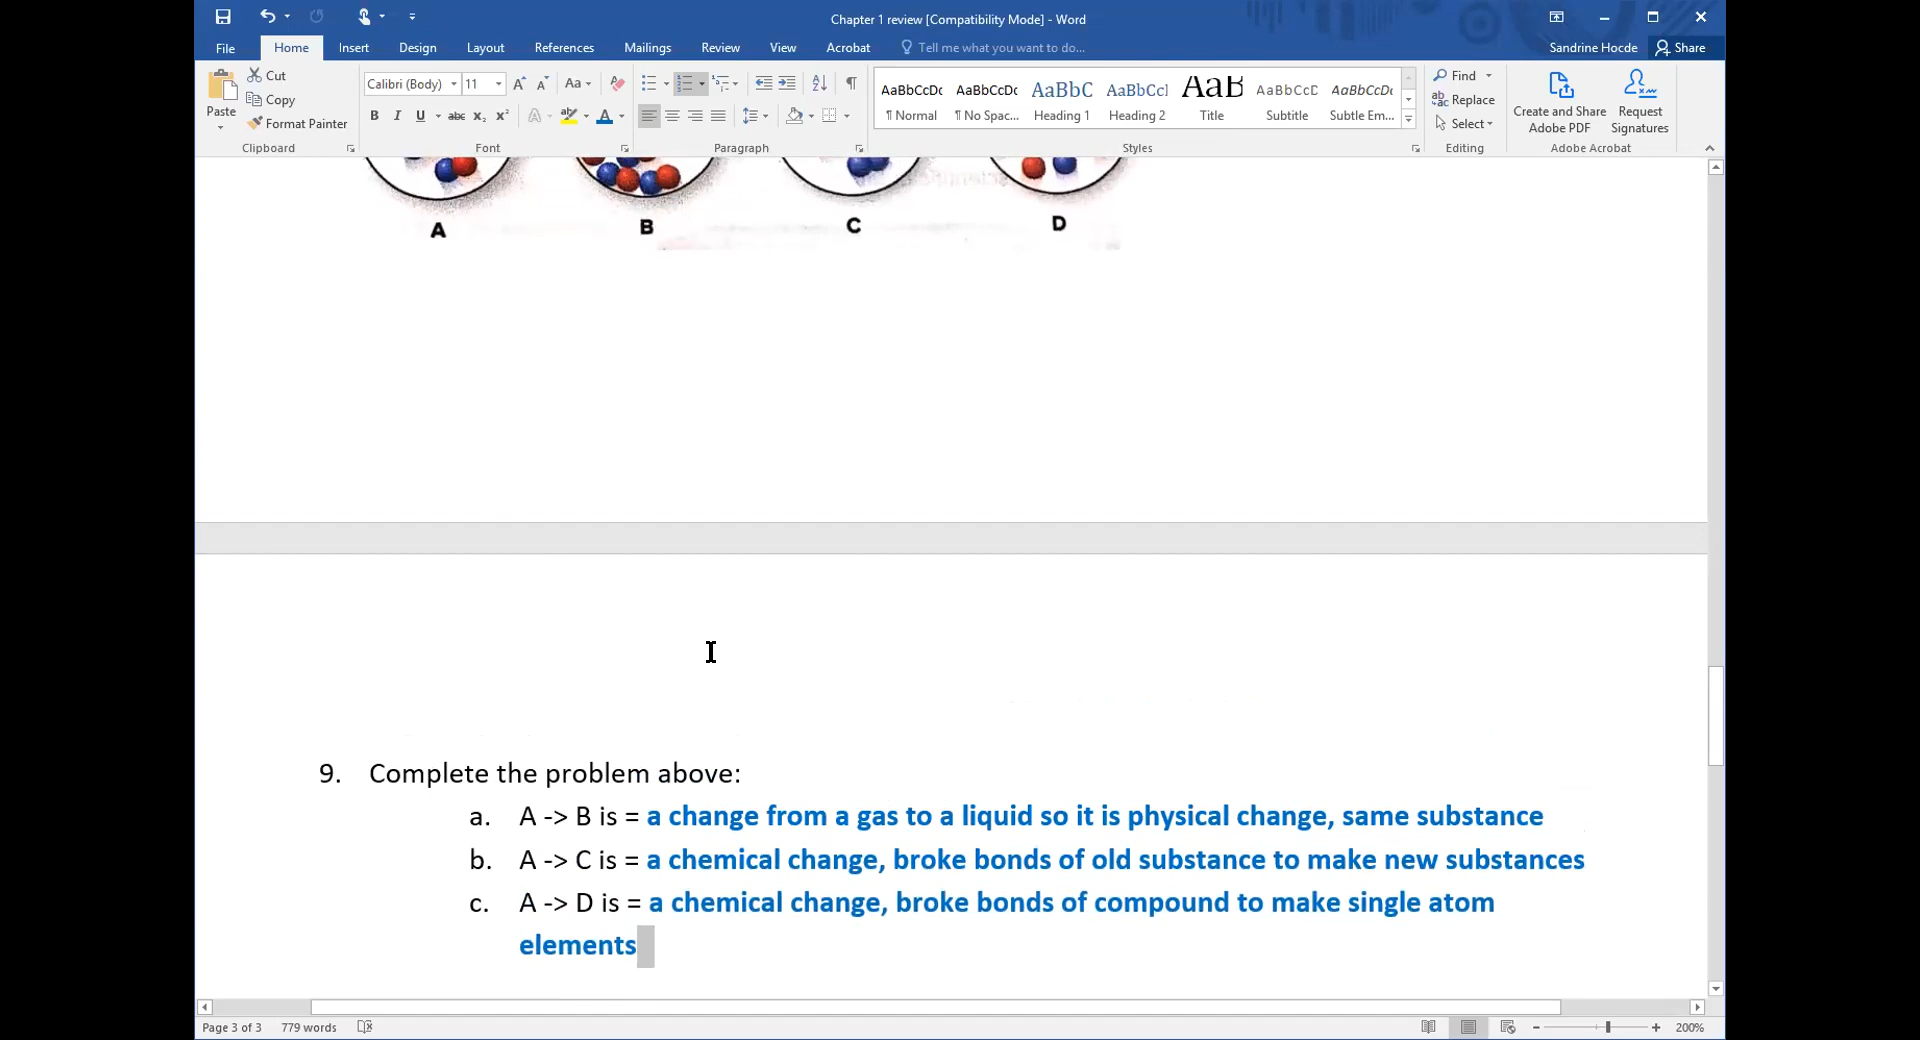 Chapter 1 review [Compatibility Mode] - Word
File Home Insert Design Layout References Mailings Review View Acrobat Tell me what you want to do... Sandrine Hocde Share
Paste
Cut
Copy
Format Painter
Calibri (Body) 11
AaBbCcDc AaBbCcDc AaBbC AaBbCcI AaB AaBbCcD AaBbCcDc
¶ Normal ¶ No Spac... Heading 1 Heading 2 Title Subtitle Subtle Em...
Find
Replace
Select
Create and Share
Adobe PDF
Request
Signatures
Clipboard Font Paragraph Styles Editing Adobe Acrobat
A B C D
9. Complete the problem above:
a. A -> B is = a change from a gas to a liquid so it is physical change, same substance
b. A -> C is = a chemical change, broke bonds of old substance to make new substances
c. A -> D is = a chemical change, broke bonds of compound to make single atom
elements
Page 3 of 3 779 words 200%